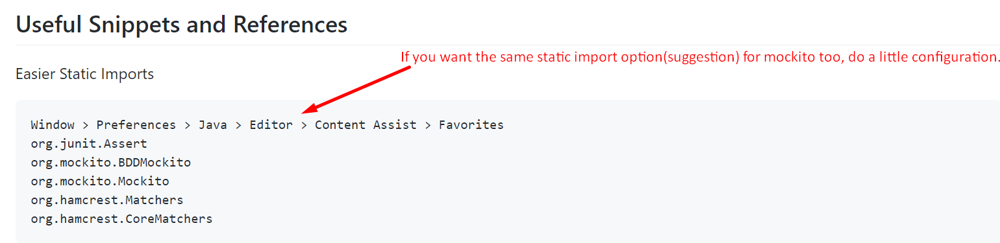 Useful Snippets and References
If you want the same static import option(suggestion) for mockito too, do a little configuration.
Easier Static Imports
Window > Preferences > Java > Editor > Content Assist > Favorites
org.junit.Assert
org.mockito.BDDMockito
org.mockito.Mockito
org.hamcrest.Matchers
org.hamcrest.CoreMatchers